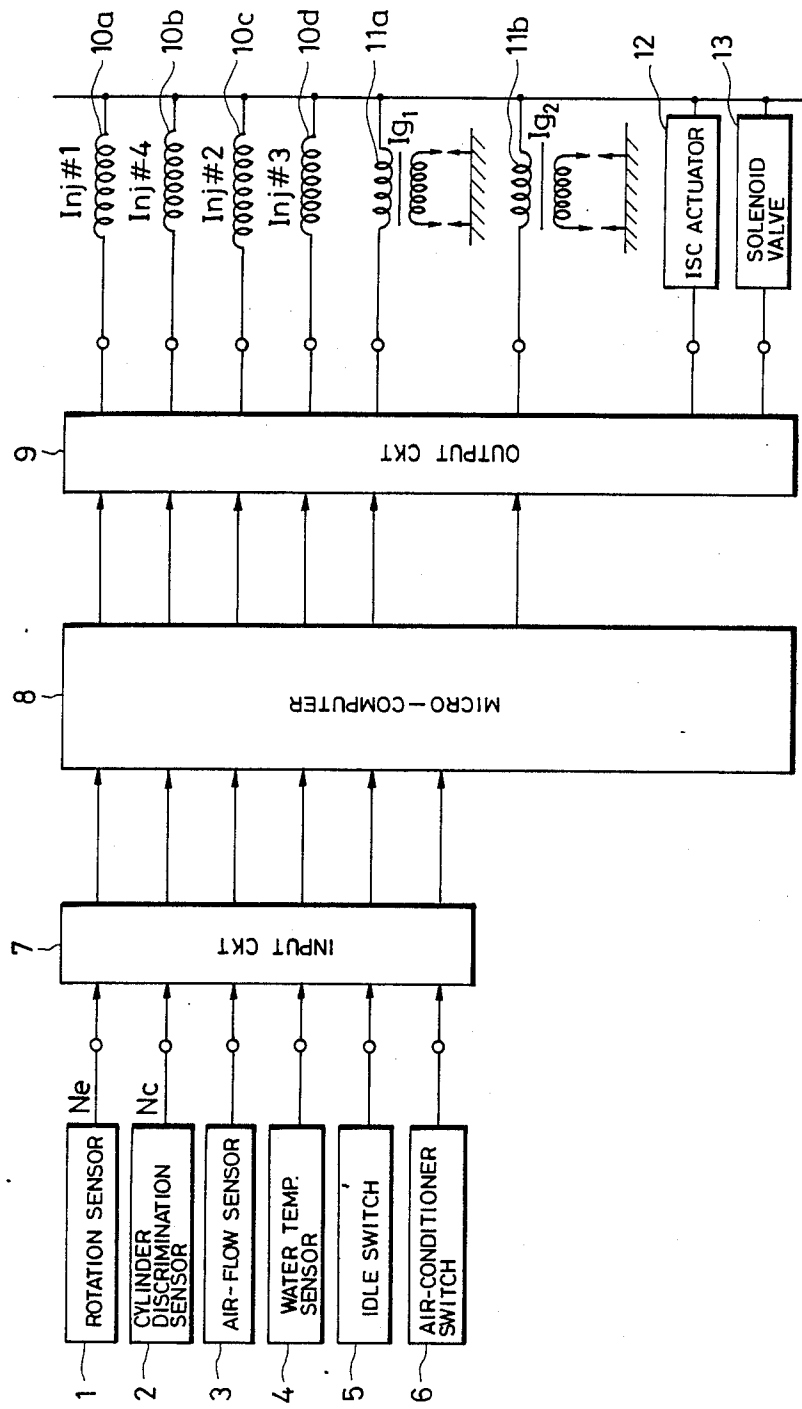 1
ROTATION SENSOR
Ne
2
CYLINDER
DISCRIMINATION
SENSOR
Nc
3
AIR-FLOW SENSOR
4
WATER TEMP.
SENSOR
5
IDLE SWITCH
6
AIR-CONDITIONER
SWITCH
7
INPUT CKT
8
MICRO-COMPUTER
9
OUTPUT CKT
Inj#1
10a
Inj#4
10b
Inj#2
10c
Inj#3
10d
11a
Ig1
11b
Ig2
12
ISC ACTUATOR
13
SOLENOID
VALVE